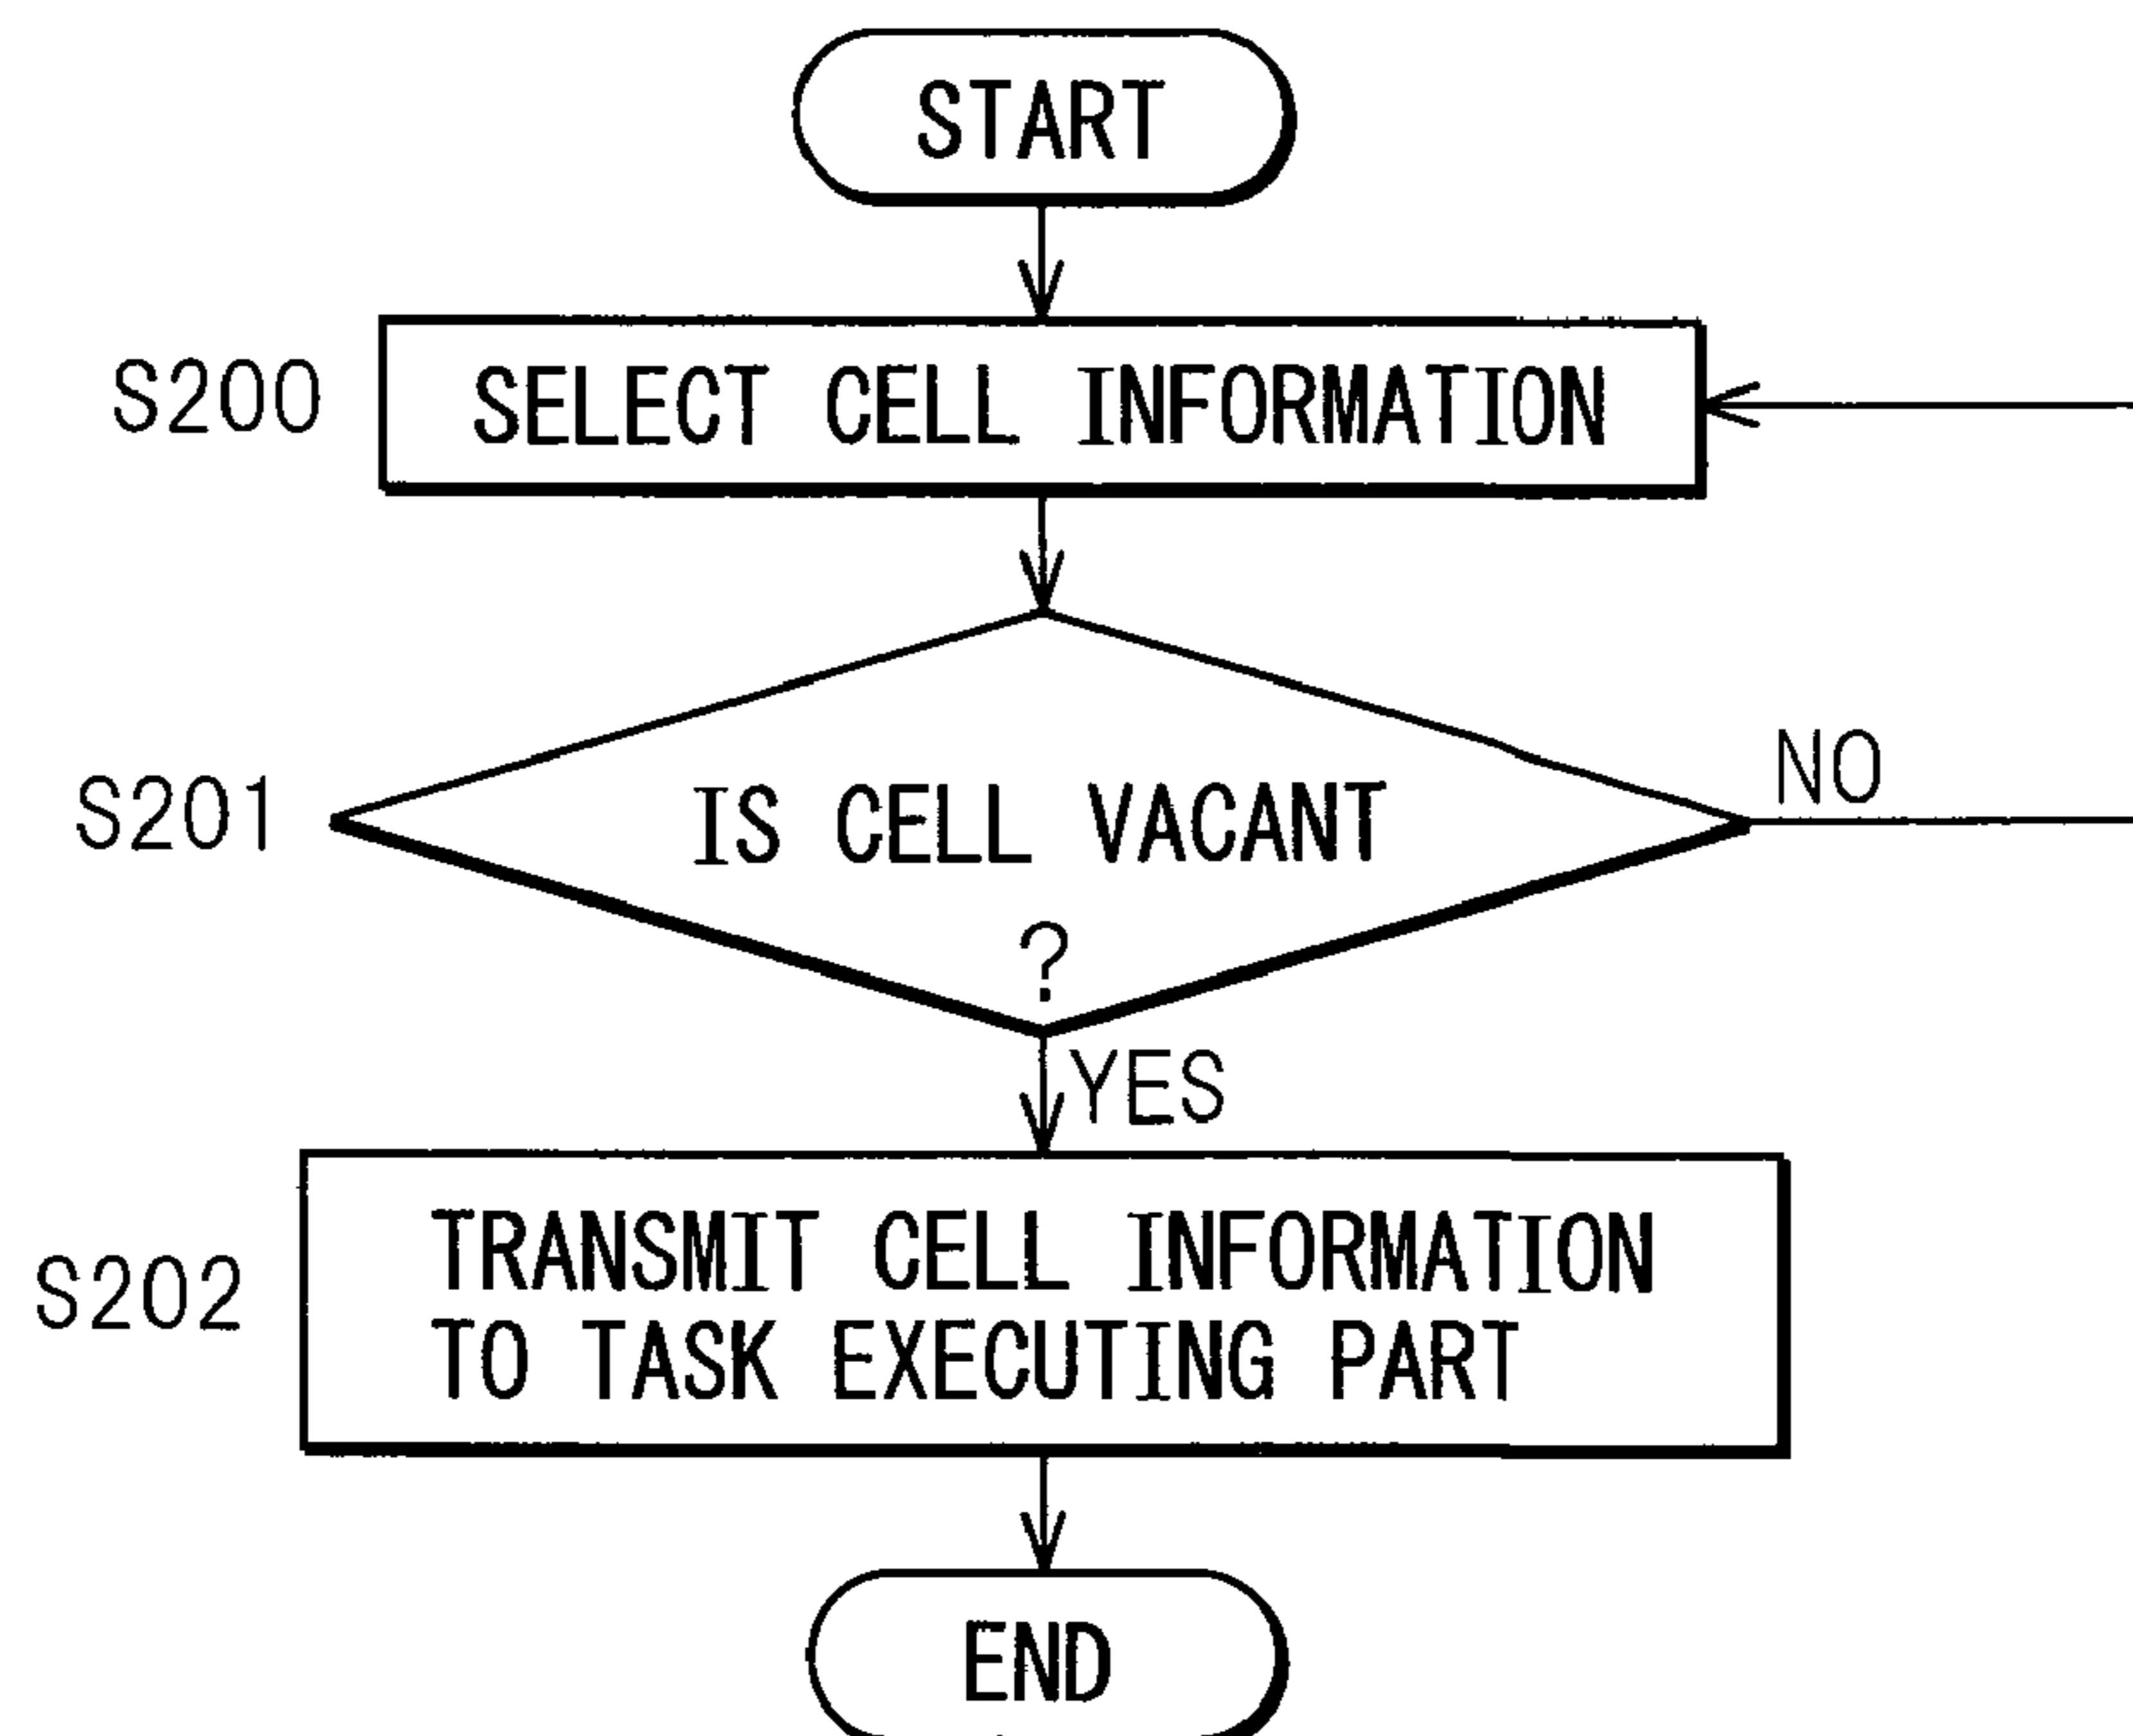 START
S200
SELECT CELL INFORMATION
S201
IS CELL VACANT
?
NO
YES
S202
TRANSMIT CELL INFORMATION
TO TASK EXECUTING PART
END